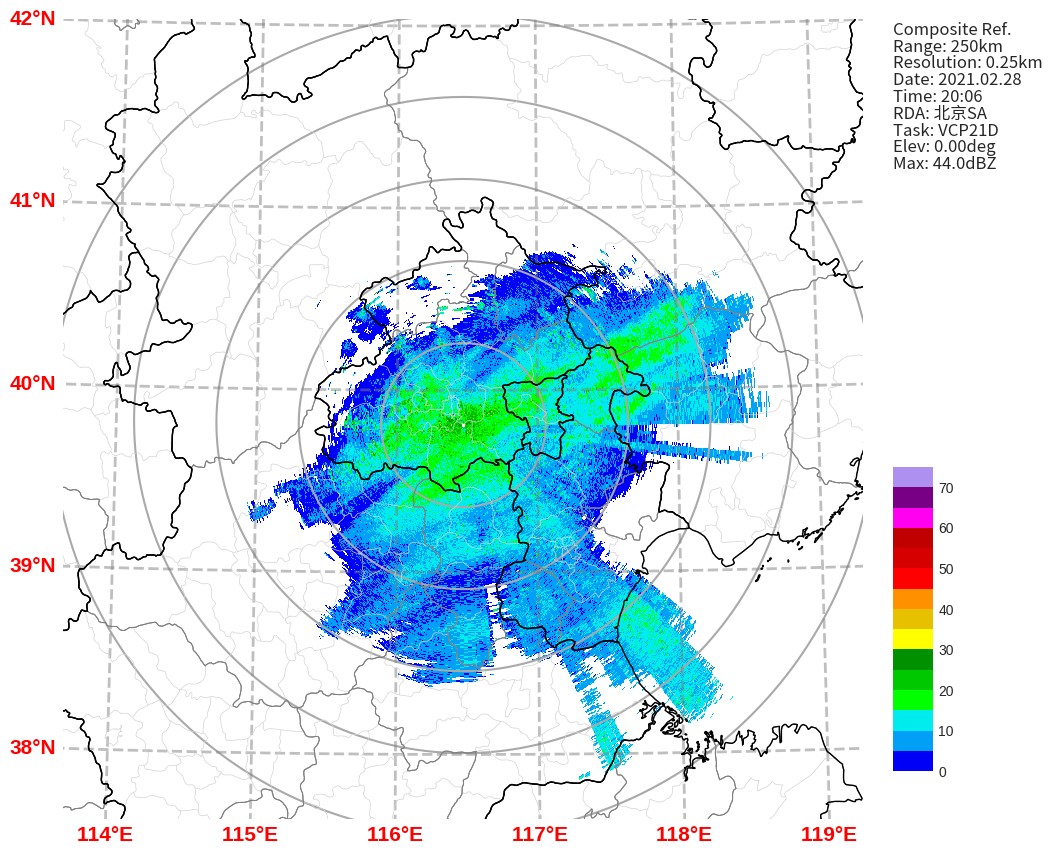 42°N
41°N
40°N
39°N
38°N
114°E 115°E 116°E 117°E 118°E 119°E
Composite Ref.
Range: 250km
Resolution: 0.25km
Date: 2021.02.28
Time: 20:06
RDA: 北京SA
Task: VCP21D
Elev: 0.00deg
Max: 44.0dBZ
70
60
50
40
30
20
10
0